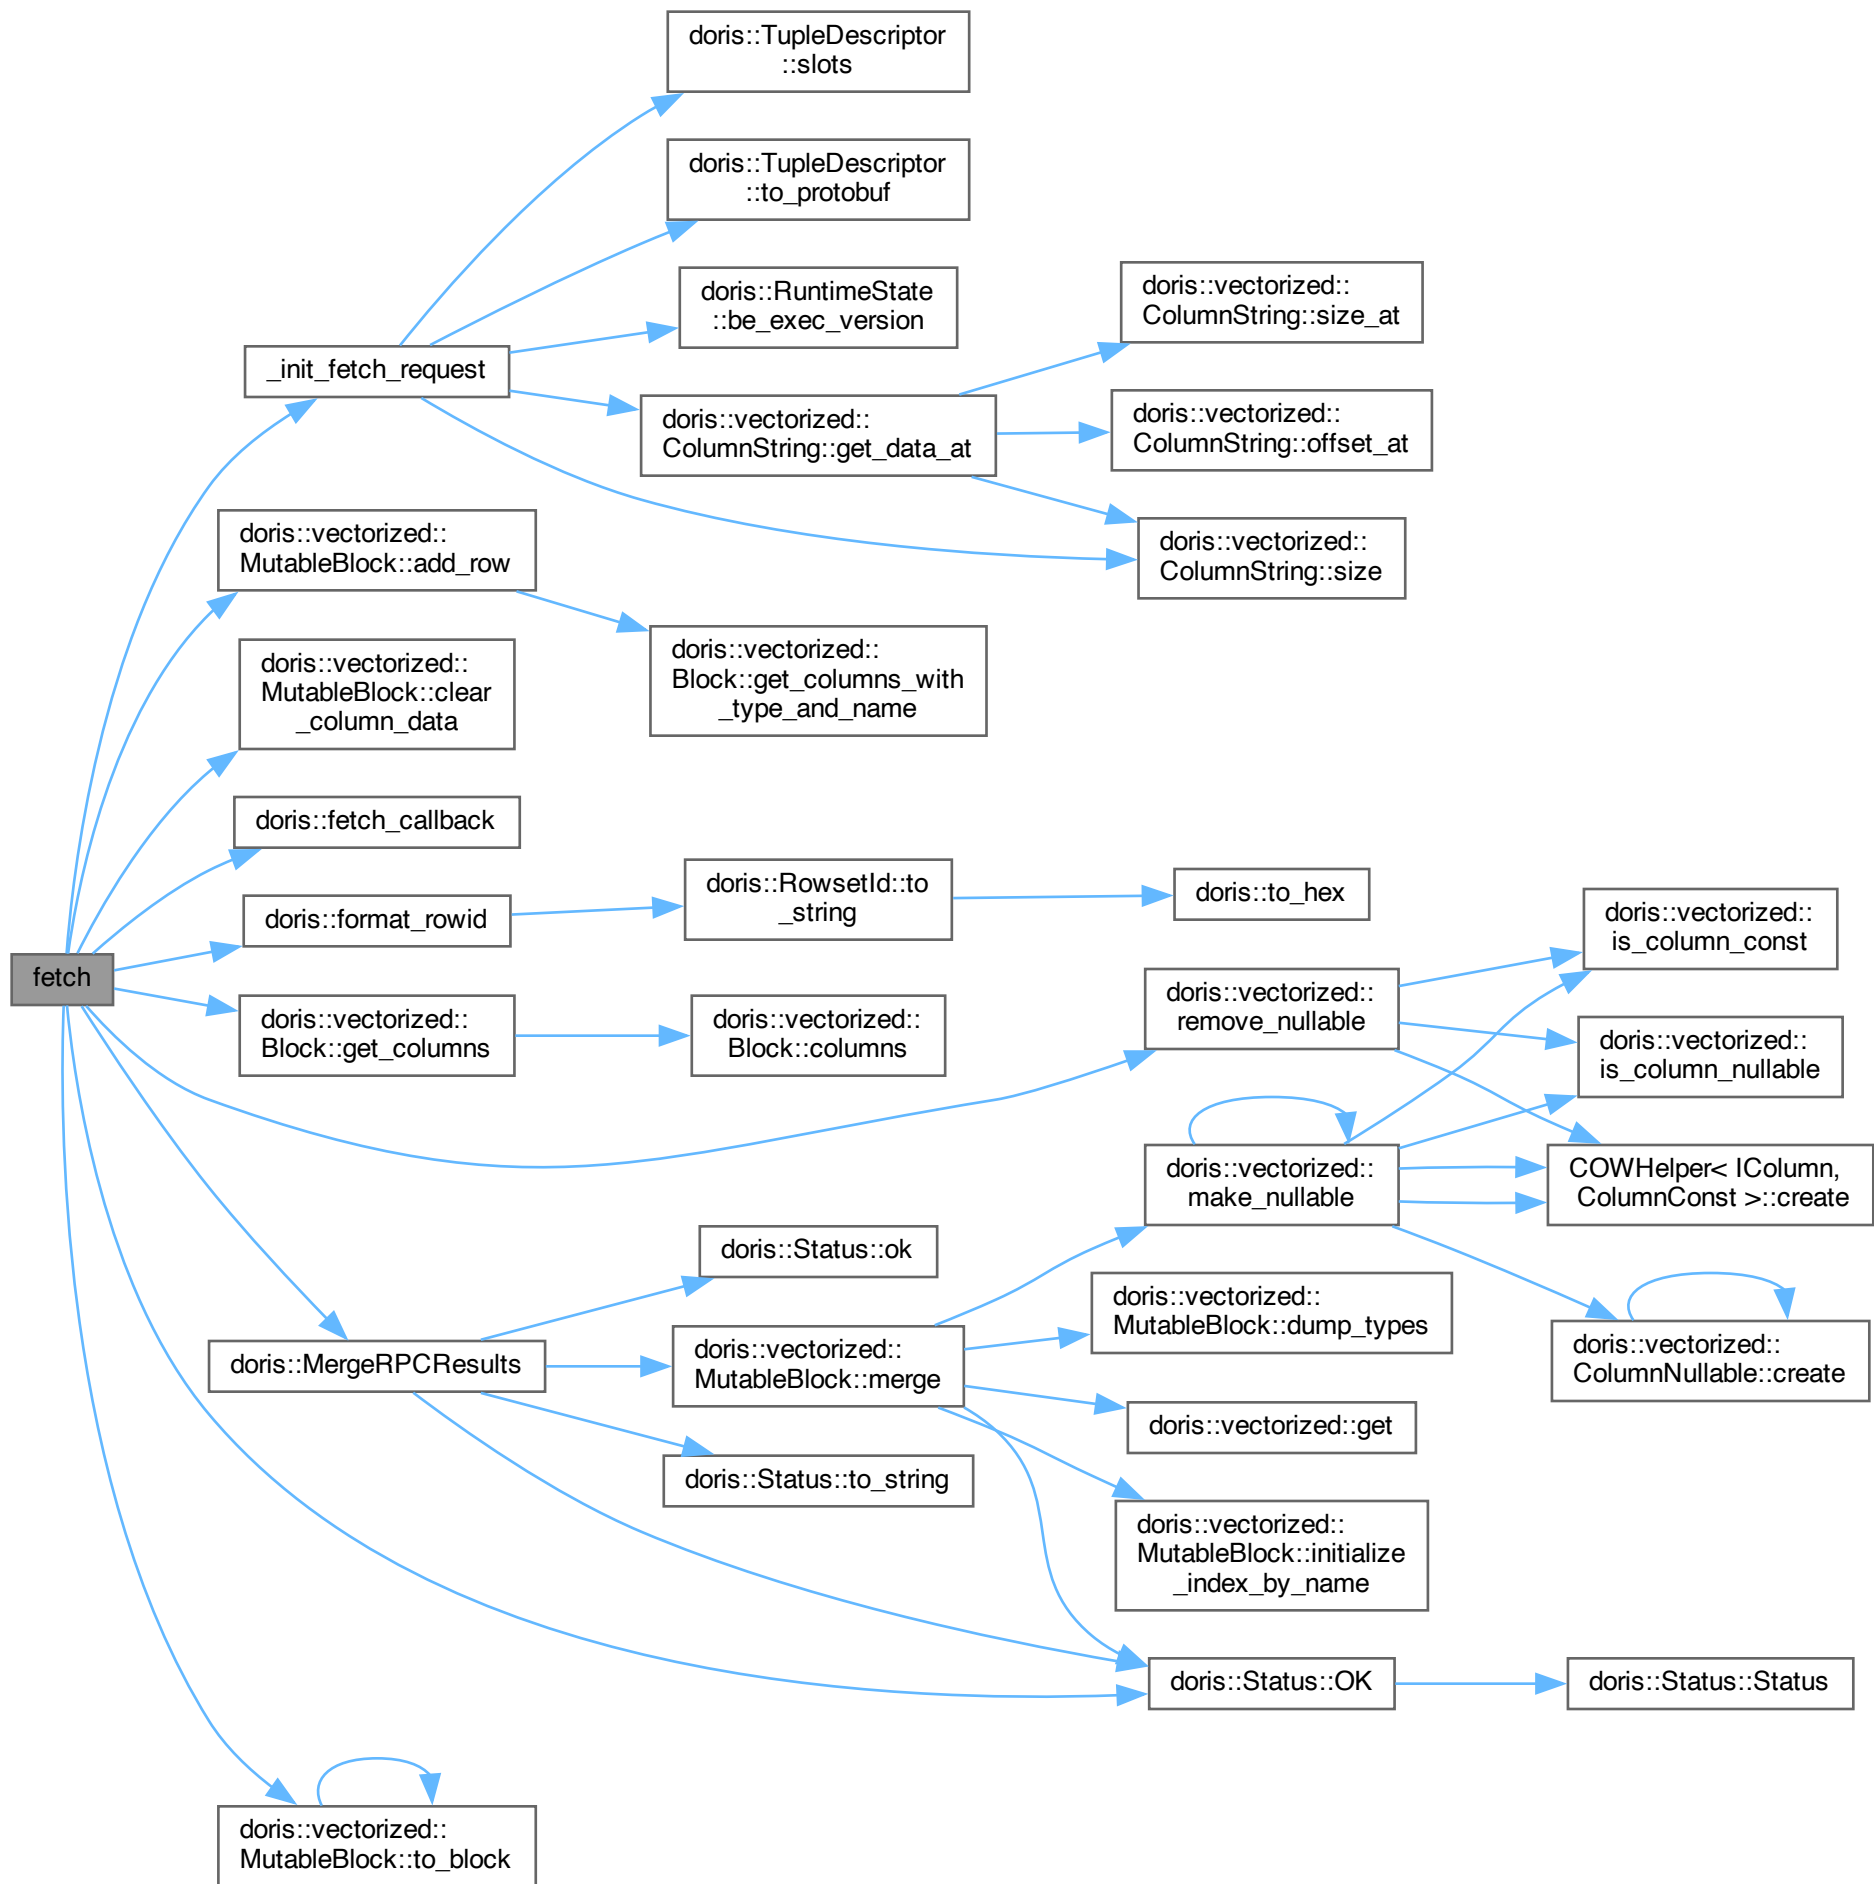 doris::TupleDescriptor
::slots
doris::TupleDescriptor
::to_protobuf
doris::RuntimeState
::be_exec_version
doris::vectorized::
ColumnString::size_at
_init_fetch_request
doris::vectorized::
ColumnString::get_data_at
doris::vectorized::
ColumnString::offset_at
doris::vectorized::
MutableBlock::add_row
doris::vectorized::
ColumnString::size
doris::vectorized::
MutableBlock::clear
_column_data
doris::vectorized::
Block::get_columns_with
_type_and_name
doris::fetch_callback
doris::format_rowid
doris::RowsetId::to
_string
doris::to_hex
doris::vectorized::
is_column_const
fetch
doris::vectorized::
Block::get_columns
doris::vectorized::
Block::columns
doris::vectorized::
remove_nullable
doris::vectorized::
is_column_nullable
doris::vectorized::
make_nullable
COWHelper< IColumn,
ColumnConst >::create
doris::Status::ok
doris::vectorized::
MutableBlock::dump_types
doris::MergeRPCResults
doris::vectorized::
MutableBlock::merge
doris::vectorized::
ColumnNullable::create
doris::vectorized::get
doris::Status::to_string
doris::vectorized::
MutableBlock::initialize
_index_by_name
doris::Status::OK
doris::Status::Status
doris::vectorized::
MutableBlock::to_block